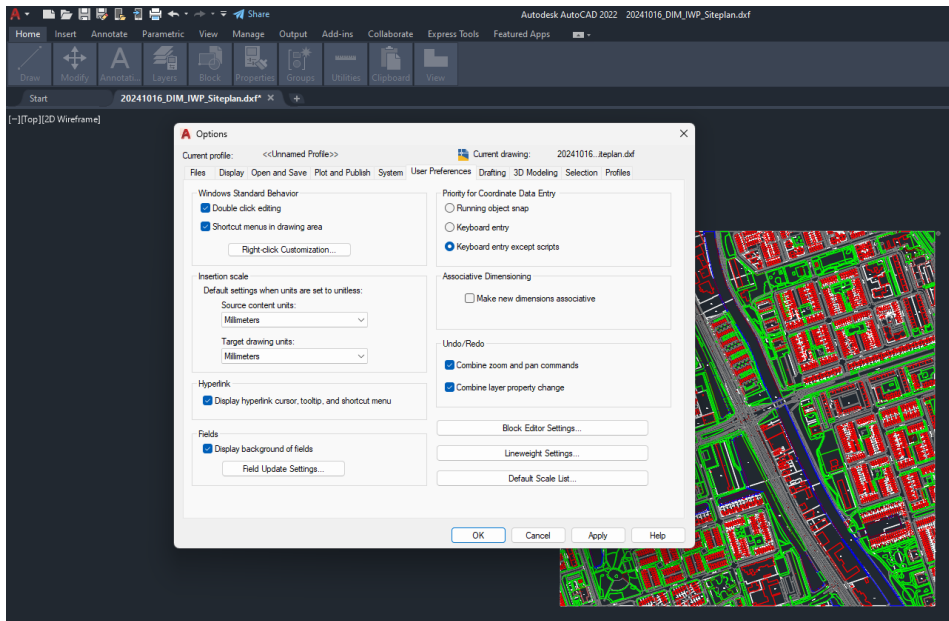 Share
Autodesk AutoCAD 2022 20241016_DIM_IWP_Siteplan.dxf
Home Insert Annotate Parametric View Manage Output Add-ins Collaborate Express Tools Featured Apps
Draw Modify Annotati... Layers Block Properties Groups Utilities Clipboard View
Start 20241016_DIM_IWP_Siteplan.dxf*
[−][Top][2D Wireframe]
Options
Current profile: <<Unnamed Profile>> Current drawing: 20241016...iteplan.dxf
Files Display Open and Save Plot and Publish System User Preferences Drafting 3D Modeling Selection Profiles
Windows Standard Behavior
Double click editing
Shortcut menus in drawing area
Right-click Customization...
Insertion scale
Default settings when units are set to unitless:
Source content units:
Millimeters
Target drawing units:
Millimeters
Hyperlink
Display hyperlink cursor, tooltip, and shortcut menu
Fields
Display background of fields
Field Update Settings...
Priority for Coordinate Data Entry
Running object snap
Keyboard entry
Keyboard entry except scripts
Associative Dimensioning
Make new dimensions associative
Undo/Redo
Combine zoom and pan commands
Combine layer property change
Block Editor Settings...
Lineweight Settings...
Default Scale List...
OK Cancel Apply Help